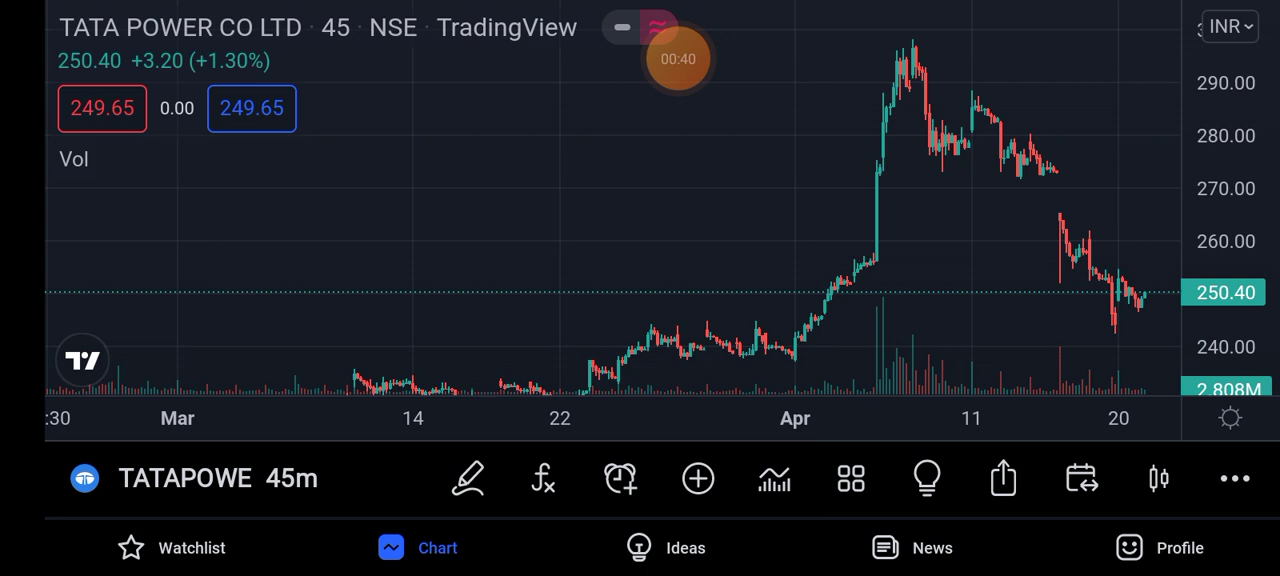 TATA POWER CO LTD · 45 · NSE · TradingView
INR
250.40 +3.20 (+1.30%)
00:40
249.65 0.00 249.65
Vol
290.00
280.00
270.00
260.00
250.40
240.00
2.808M
:30 Mar 14 22 Apr 11 20
TATAPOWE 45m
Watchlist Chart Ideas News Profile